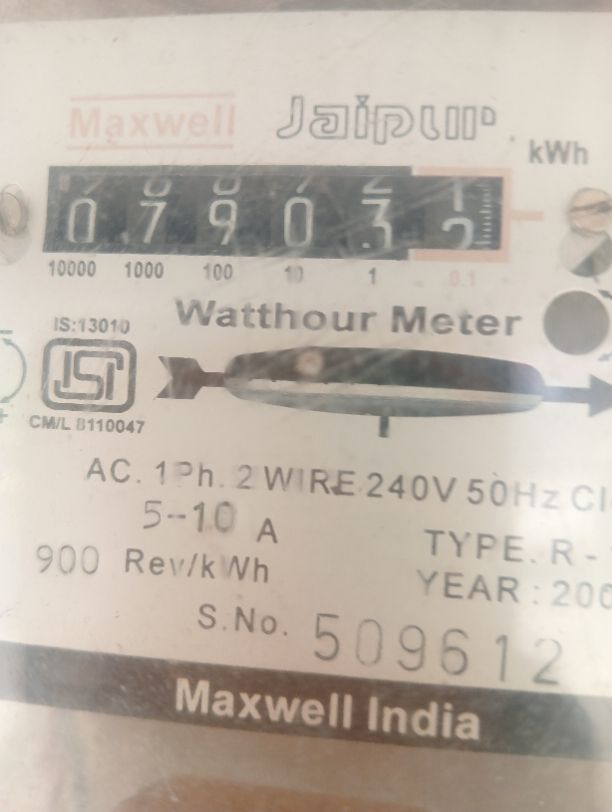 Maxwell Jaipur
kWh
0 7 9 0 3 2
10000 1000 100 10 1 0.1
IS:13010
Watthour Meter
ISI
CM/L 8110047
AC. 1Ph. 2 WIRE 240V 50Hz Cl
5--10 A
TYPE. R -
900 Rev/kWh
YEAR : 200
S.No. 509612
Maxwell India